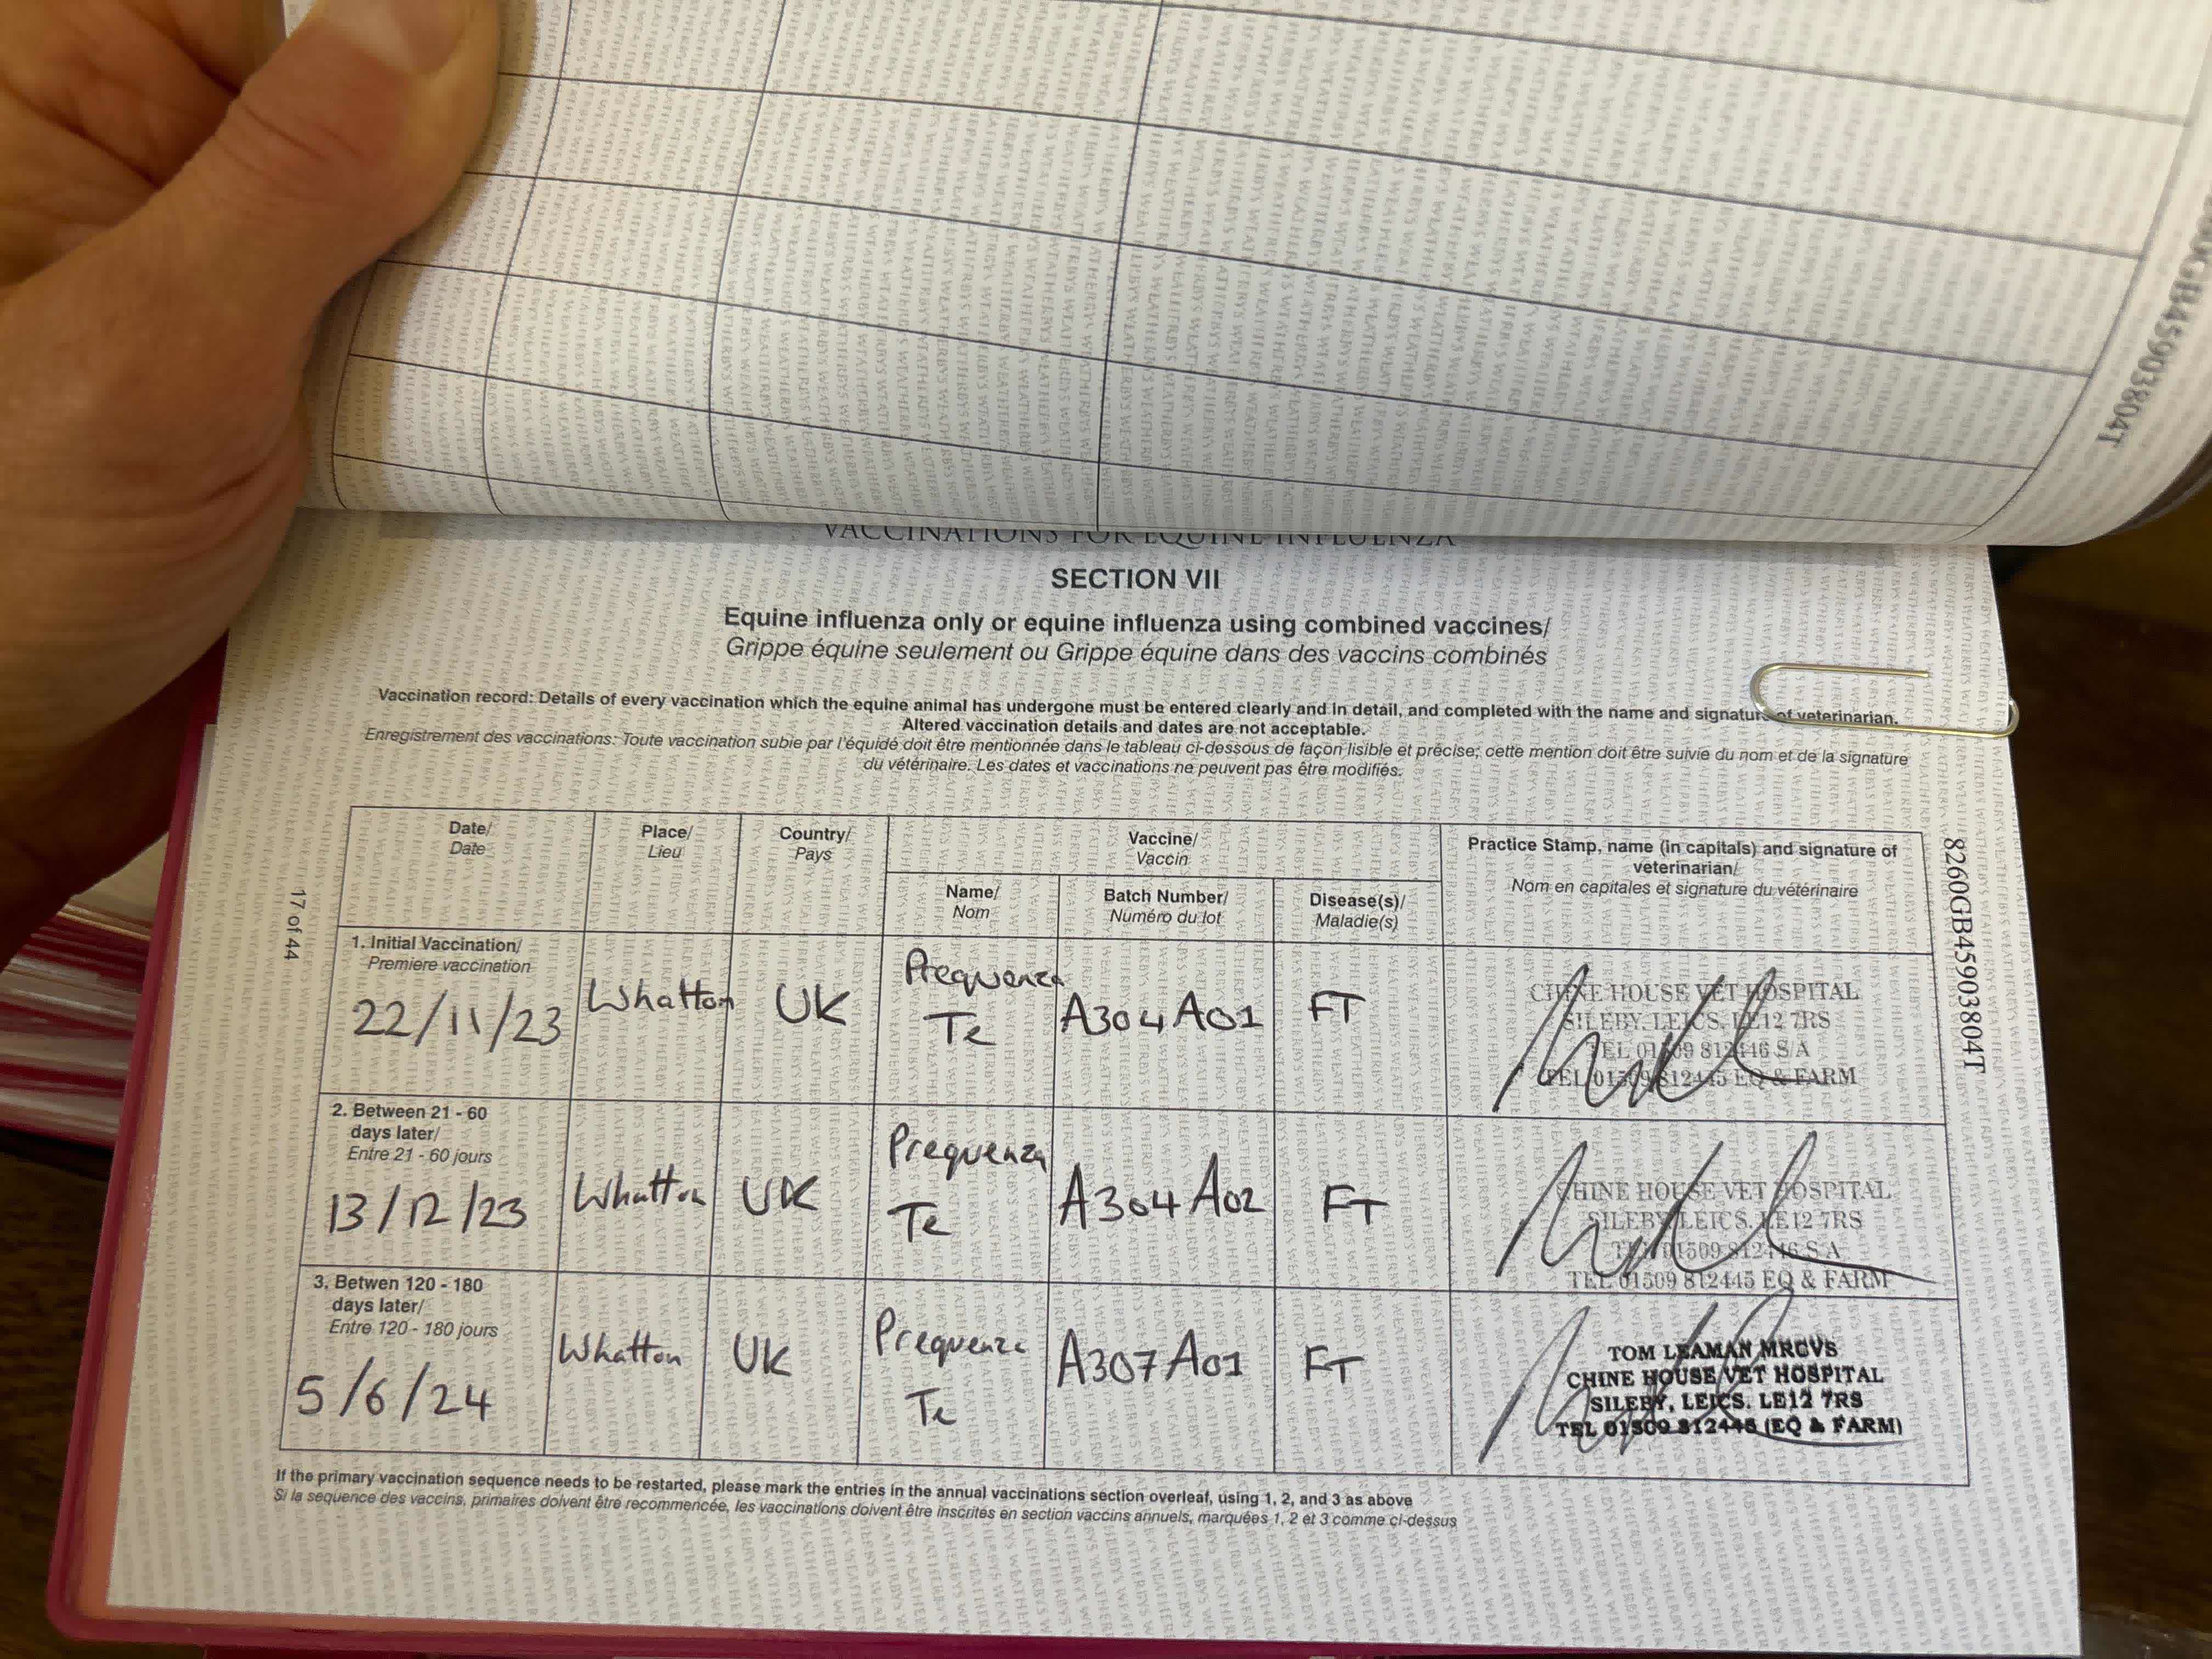 8260GB45903804T
VACCINATIONS FOR EQUINE INFLUENZA
SECTION VII
Equine influenza only or equine influenza using combined vaccines/
Grippe équine seulement ou Grippe équine dans des vaccins combinés
Vaccination record: Details of every vaccination which the equine animal has undergone must be entered clearly and in detail, and completed with the name and signature of veterinarian.
Altered vaccination details and dates are not acceptable.
Enregistrement des vaccinations: Toute vaccination subie par l'équidé doit être mentionnée dans le tableau ci-dessous de façon lisible et précise; cette mention doit être suivie du nom et de la signature
du vétérinaire. Les dates et vaccinations ne peuvent pas être modifiés.
Date/
Date
Place/
Lieu
Country/
Pays
Vaccine/
Vaccin
Name/
Nom
Batch Number/
Numéro du lot
Disease(s)/
Maladie(s)
Practice Stamp, name (in capitals) and signature of
veterinarian/
Nom en capitales et signature du vétérinaire
1. Initial Vaccination/
Premiere vaccination
22/11/23
Whatton
UK
Prequenza
Te
A304A01
FT
CHINE HOUSE VET HOSPITAL
SILEBY, LEICS. LE12 7RS
TEL 01509 812446 S/A
TEL 01509 812445 EQ & FARM
2. Between 21 - 60
days later/
Entre 21 - 60 jours
13/12/23
Whatton
UK
Prequenza
Te
A304A02
FT
CHINE HOUSE VET HOSPITAL
SILEBY, LEICS. LE12 7RS
TEL 01509 812446 S/A
TEL 01509 812445 EQ & FARM
3. Betwen 120 - 180
days later/
Entre 120 - 180 jours
5/6/24
Whatton
UK
Prequenza
Te
A307A01
FT
TOM LEAMAN MRCVS
CHINE HOUSE VET HOSPITAL
SILEBY, LEICS. LE12 7RS
TEL 01509 812445 (EQ & FARM)
If the primary vaccination sequence needs to be restarted, please mark the entries in the annual vaccinations section overleaf, using 1, 2, and 3 as above
Si la sequence des vaccins, primaires doivent être recommencée, les vaccinations doivent être inscrites en section vaccins annuels, marquées 1, 2 et 3 comme ci-dessus
17 of 44
8260GB45903804T